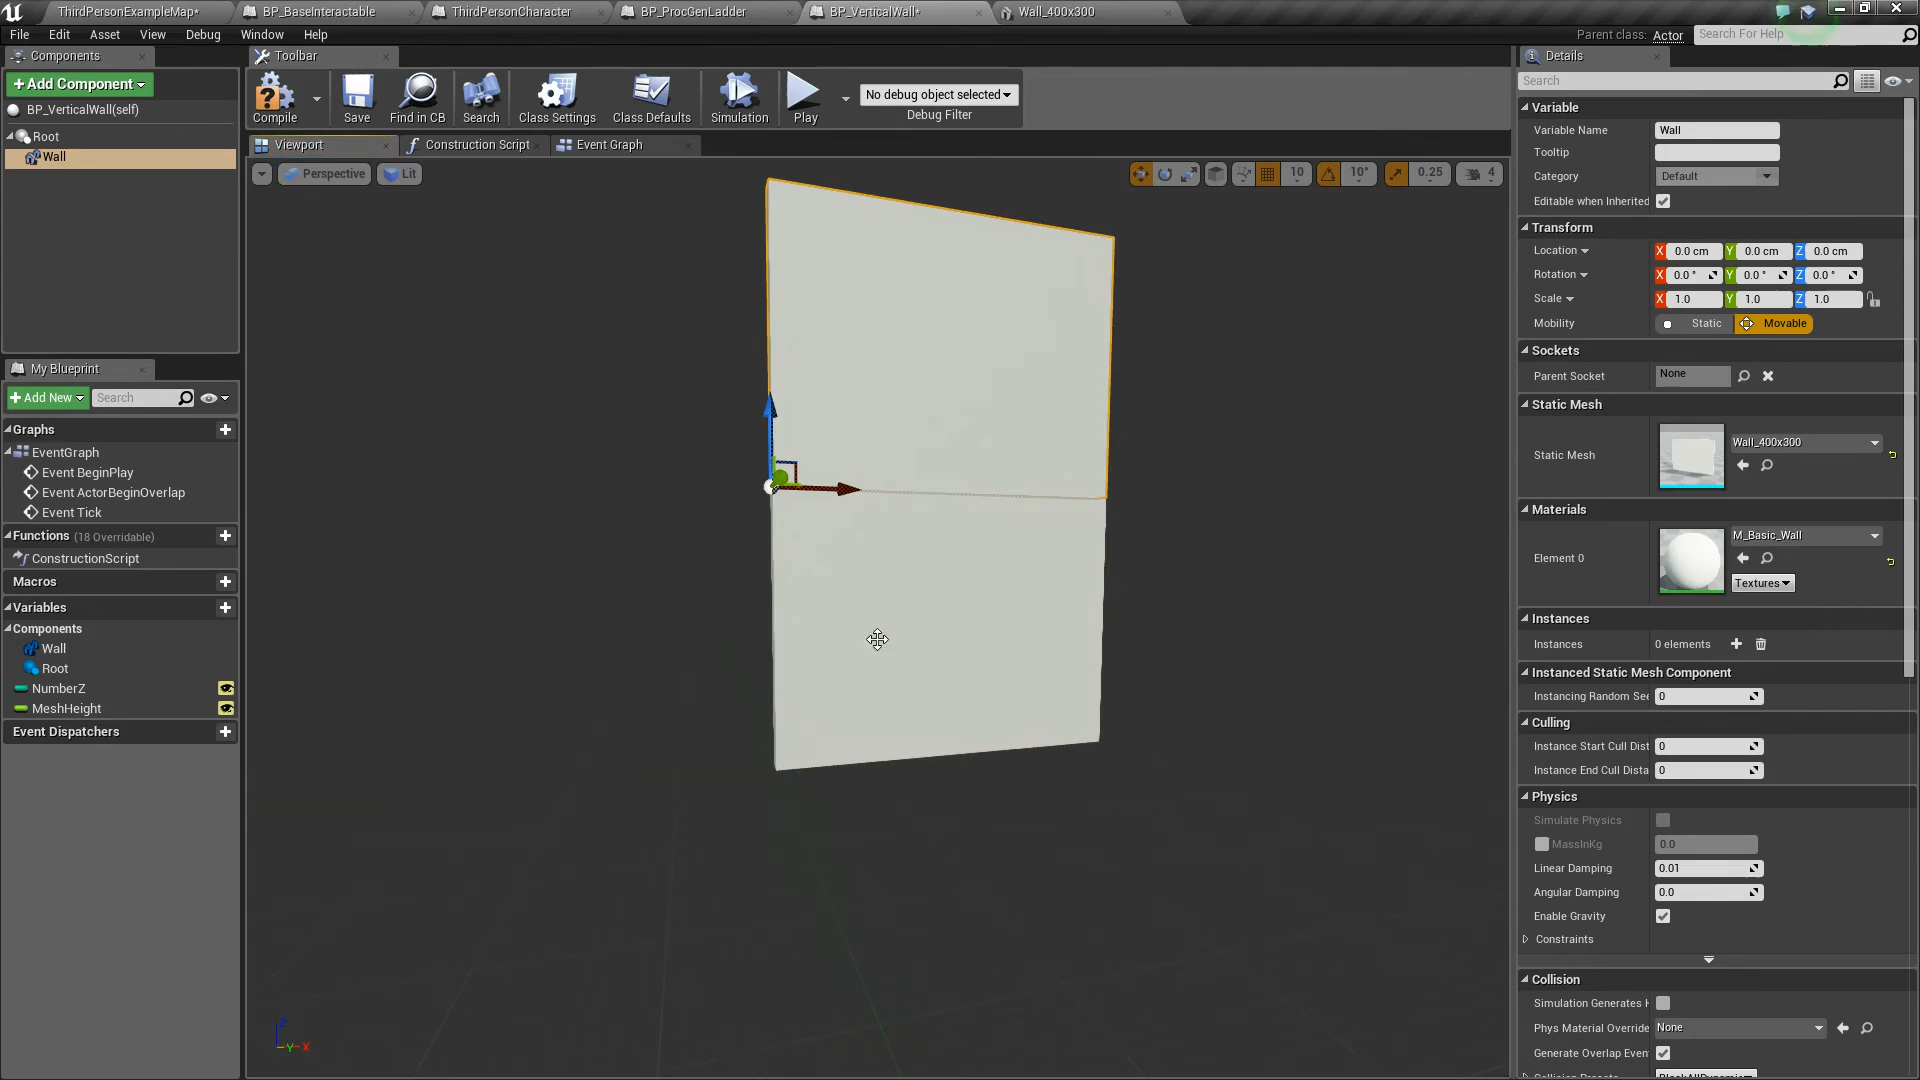 ThirdPersonExampleMap*
BP_BaseInteractable
ThirdPersonCharacter
BP_ProcGenLadder
BP_VerticalWall*
Wall_400x300
File Edit Asset View Debug Window Help
Parent class: Actor
Search For Help
Components
+ Add Component
BP_VerticalWall(self)
Root
Wall
Toolbar
Compile
Save
Find in CB
Search
Class Settings
Class Defaults
Simulation
Play
No debug object selected
Debug Filter
Viewport
Construction Script
Event Graph
Perspective
Lit
10
10°
0.25
4
Z
Y
X
My Blueprint
+ Add New
Search
Graphs
EventGraph
Event BeginPlay
Event ActorBeginOverlap
Event Tick
Functions (18 Overridable)
ConstructionScript
Macros
Variables
Components
Wall
Root
NumberZ
MeshHeight
Event Dispatchers
Details
Search
Variable
Variable Name Wall
Tooltip
Category Default
Editable when Inherited
Transform
Location X 0.0 cm Y 0.0 cm Z 0.0 cm
Rotation X 0.0 ° Y 0.0 ° Z 0.0 °
Scale X 1.0 Y 1.0 Z 1.0
Mobility Static Movable
Sockets
Parent Socket None
Static Mesh
Static Mesh Wall_400x300
Materials
Element 0 M_Basic_Wall
Textures
Instances
Instances 0 elements
Instanced Static Mesh Component
Instancing Random See 0
Culling
Instance Start Cull Dist 0
Instance End Cull Dista 0
Physics
Simulate Physics
MassInKg 0.0
Linear Damping 0.01
Angular Damping 0.0
Enable Gravity
Constraints
Collision
Simulation Generates H
Phys Material Override None
Generate Overlap Even